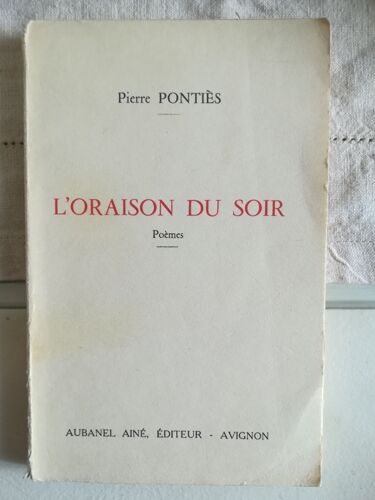 Pierre PONTIÈS
L'ORAISON DU SOIR
Poèmes
AUBANEL AINÉ, ÉDITEUR - AVIGNON